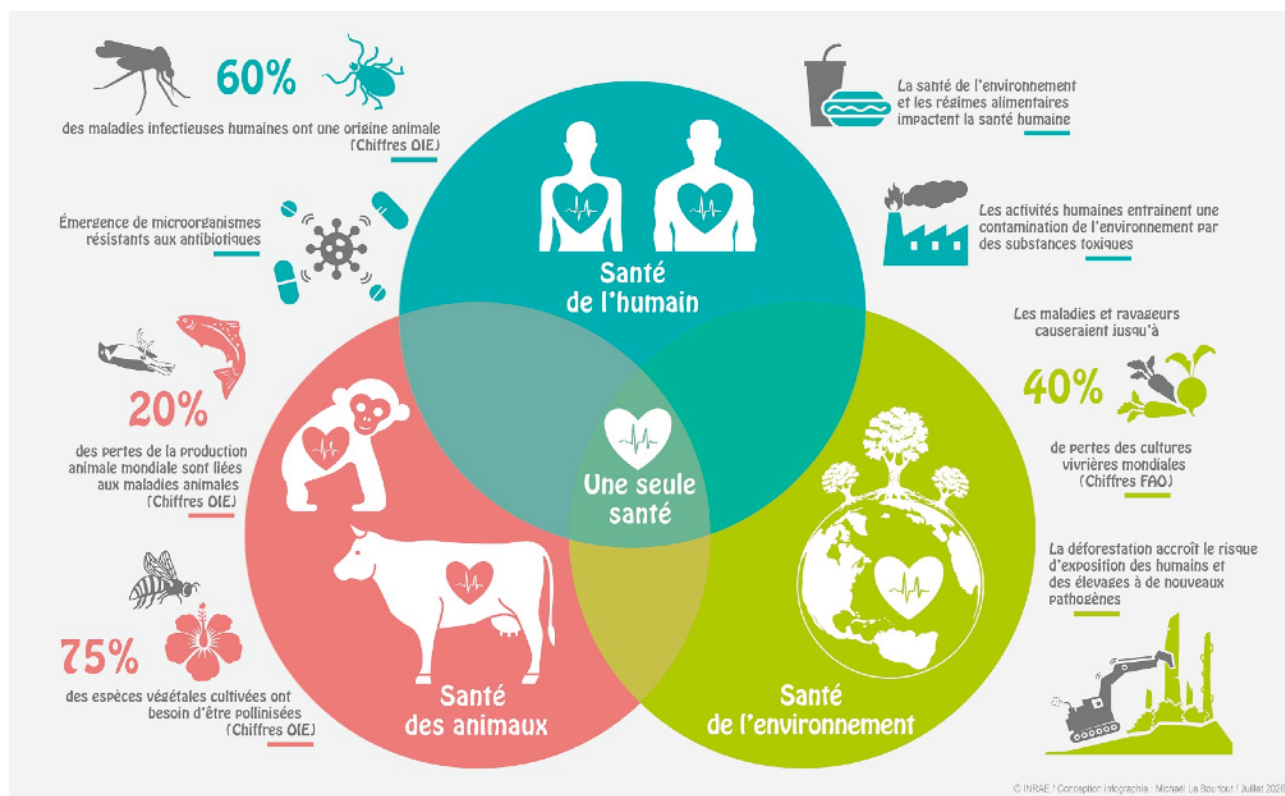 60%
des maladies infectieuses humaines ont une origine animale
(Chiffres OIE)
Émergence de microorganismes
résistants aux antibiotiques
20%
des pertes de la production
animale mondiale sont liées
aux maladies animales
(Chiffres OIE)
75%
des espèces végétales cultivées ont
besoin d'être pollinisées
(Chiffres OIE)
Santé
de l'humain
Une seule
santé
Santé
des animaux
Santé
de l'environnement
La santé de l'environnement
et les régimes alimentaires
impactent la santé humaine
Les activités humaines entrainent une
contamination de l'environnement par
des substances toxiques
Les maladies et ravageurs
causeraient jusqu'à
40%
de pertes des cultures
vivrières mondiales
(Chiffres FAO)
La déforestation accroît le risque
d'exposition des humains et
des élevages à de nouveaux
pathogènes
© INRAE / Conception infographie : Michaël Le Bourlout / Juillet 2020